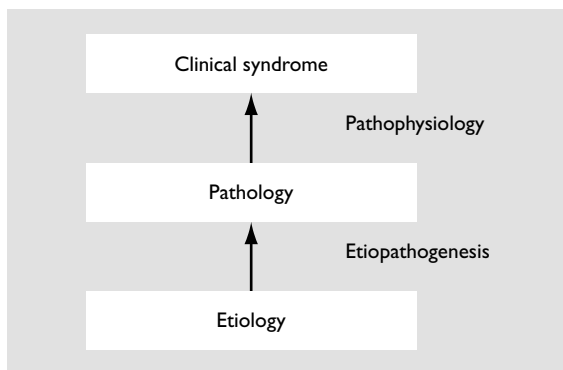 Clinical syndrome
Pathophysiology
Pathology
Etiopathogenesis
Etiology